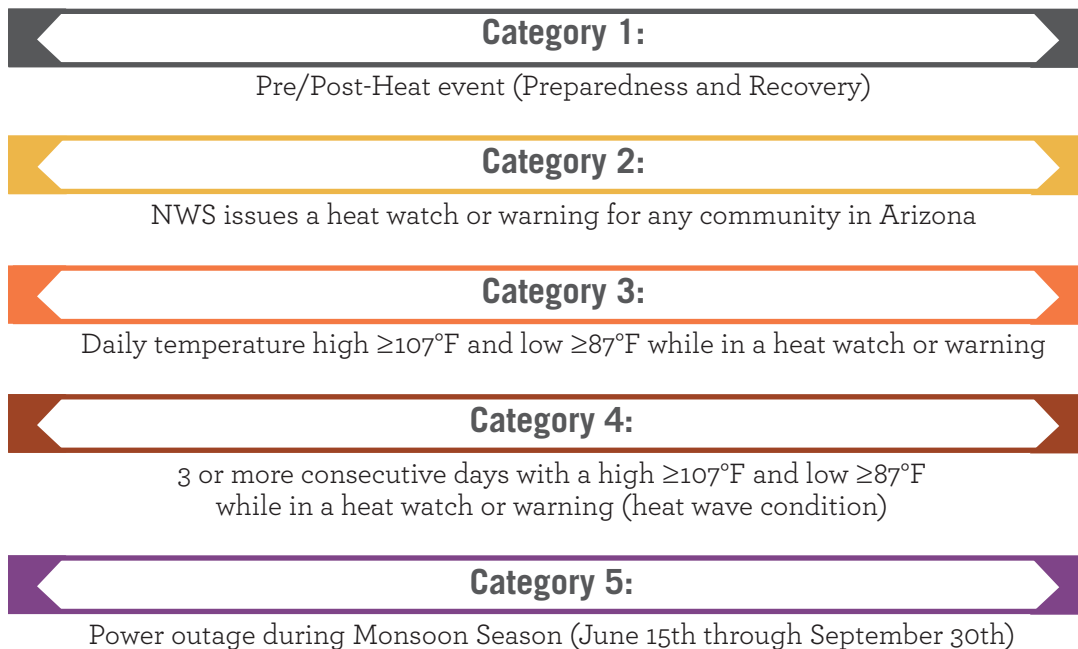 Category 1:
Pre/Post-Heat event (Preparedness and Recovery)
Category 2:
NWS issues a heat watch or warning for any community in Arizona
Category 3:
Daily temperature high ≥107°F and low ≥87°F while in a heat watch or warning
Category 4:
3 or more consecutive days with a high ≥107°F and low ≥87°F
while in a heat watch or warning (heat wave condition)
Category 5:
Power outage during Monsoon Season (June 15th through September 30th)